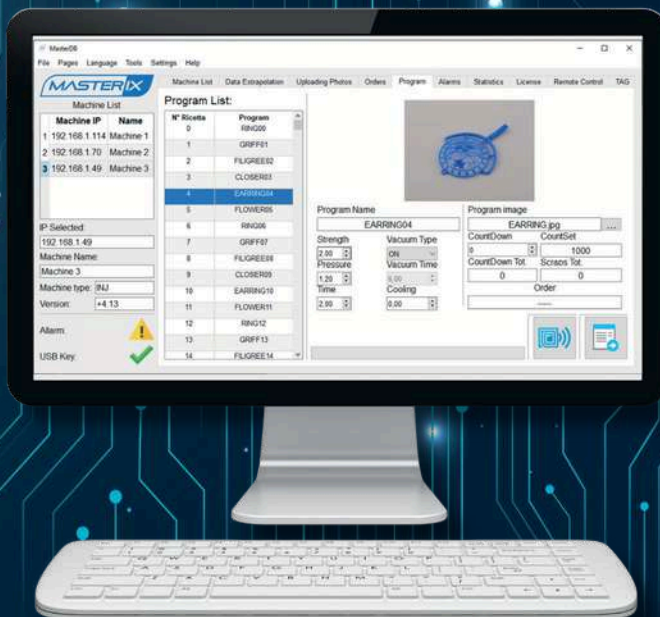 MasterDB
File Pages Language Tools Settings Help
MASTERIX
Machine List Data Extrapolation Uploading Photos Orders Program Alarms Statistics License Remote Control TAG
Machine List
Machine IP Name
1 192.168.1.114 Machine 1
2 192.168.1.70 Machine 2
3 192.168.1.49 Machine 3
IP Selected:
192.168.1.49
Machine Name:
Machine 3
Machine type: INJ
Version: +4.13
Alarm:
USB Key:
Program List:
N° Ricetta Program
0 RING00
1 GRIFF01
2 FILIGREE02
3 CLOSER03
4 EARRING04
5 FLOWER05
6 RING06
7 GRIFF07
8 FILIGREE08
9 CLOSER09
10 EARRING10
11 FLOWER11
12 RING12
13 GRIFF13
14 FILIGREE14
Program Name
EARRING04
Strength Vacuum Type
2,00 ON
Pressure Vacuum Time
1,20 6,00
Time Cooling
2,00 0,00
Program image
EARRING.jpg ...
CountDown CountSet
0 1000
CountDown Tot. Scraps Tot.
0 0
Order
-----